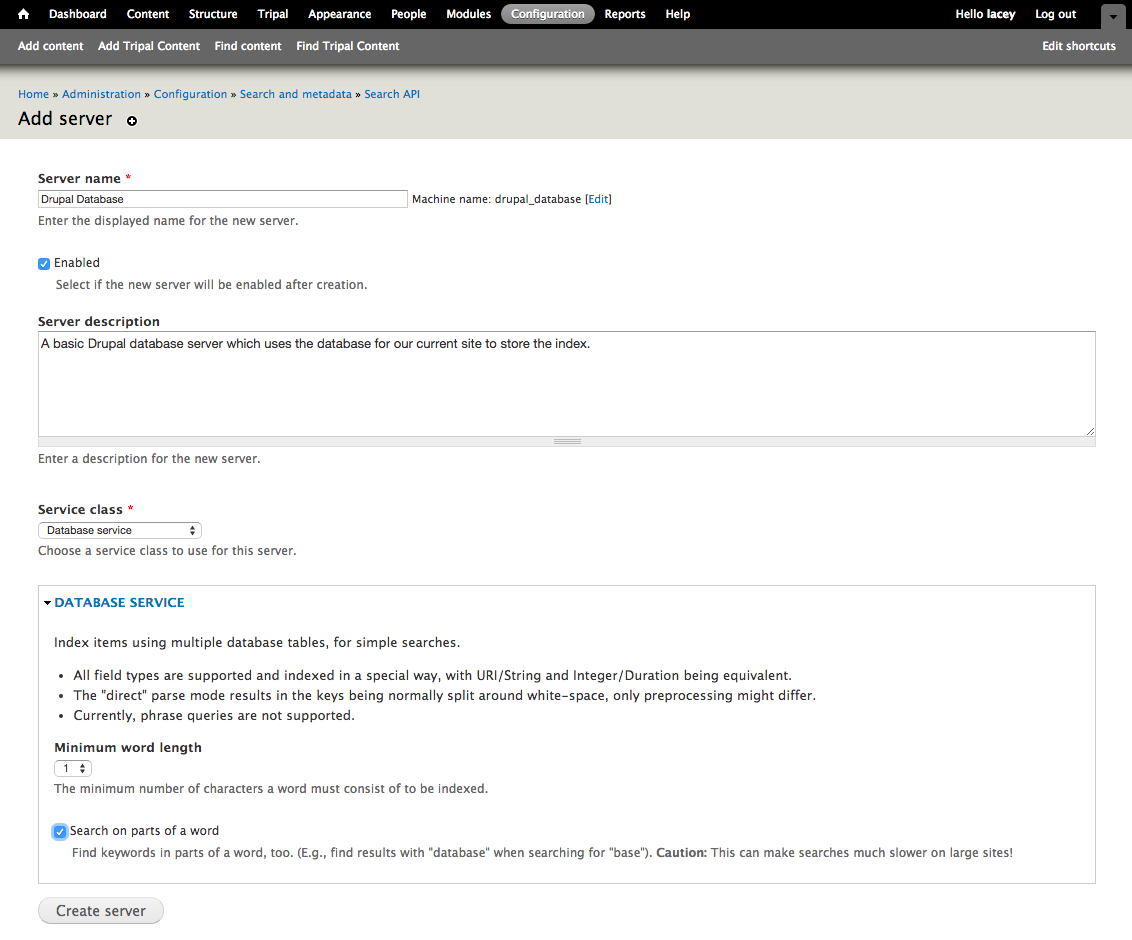 Dashboard Content Structure Tripal Appearance People Modules Configuration Reports Help Hello lacey Log out
Add content Add Tripal Content Find content Find Tripal Content Edit shortcuts
Home » Administration » Configuration » Search and metadata » Search API
Add server
Server name *
Drupal Database Machine name: drupal_database [Edit]
Enter the displayed name for the new server.
Enabled
Select if the new server will be enabled after creation.
Server description
A basic Drupal database server which uses the database for our current site to store the index.
Enter a description for the new server.
Service class *
Database service
Choose a service class to use for this server.
DATABASE SERVICE
Index items using multiple database tables, for simple searches.
• All field types are supported and indexed in a special way, with URI/String and Integer/Duration being equivalent.
• The "direct" parse mode results in the keys being normally split around white-space, only preprocessing might differ.
• Currently, phrase queries are not supported.
Minimum word length
1
The minimum number of characters a word must consist of to be indexed.
Search on parts of a word
Find keywords in parts of a word, too. (E.g., find results with "database" when searching for "base"). Caution: This can make searches much slower on large sites!
Create server